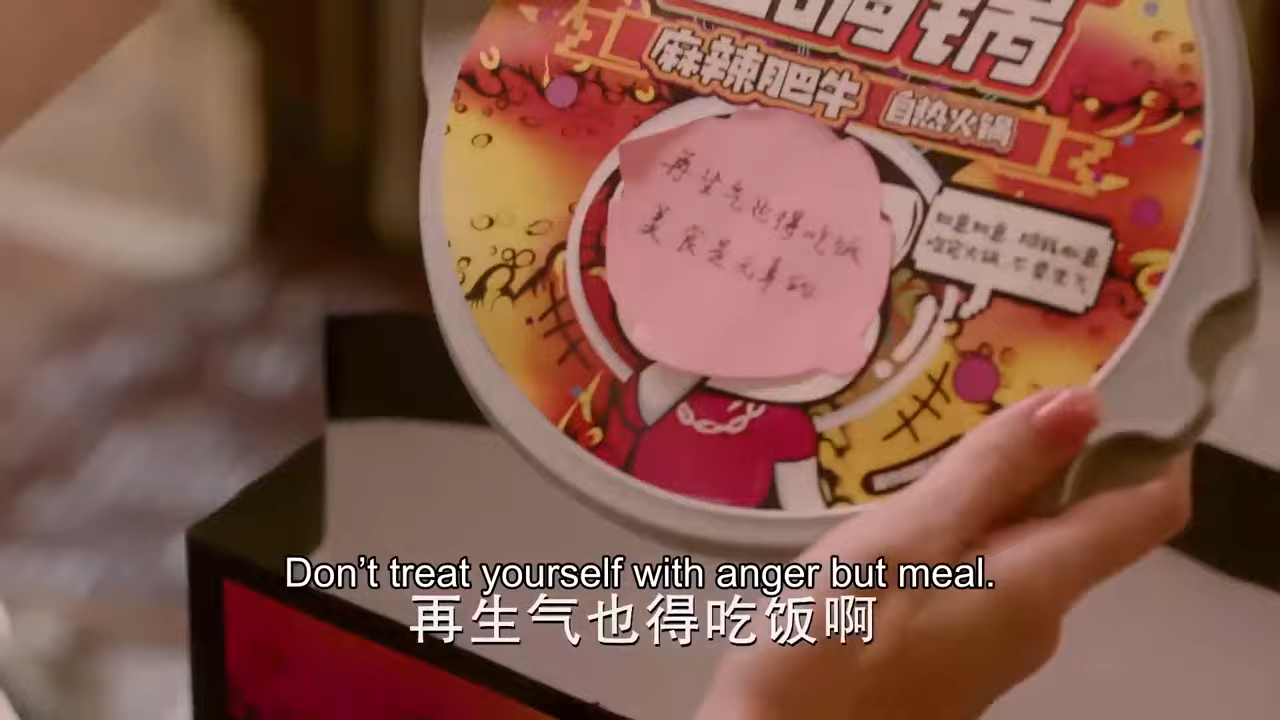 麻辣肥牛 自热火锅
再生气也得吃饭
美食是无辜的
Don't treat yourself with anger but meal.
再生气也得吃饭啊